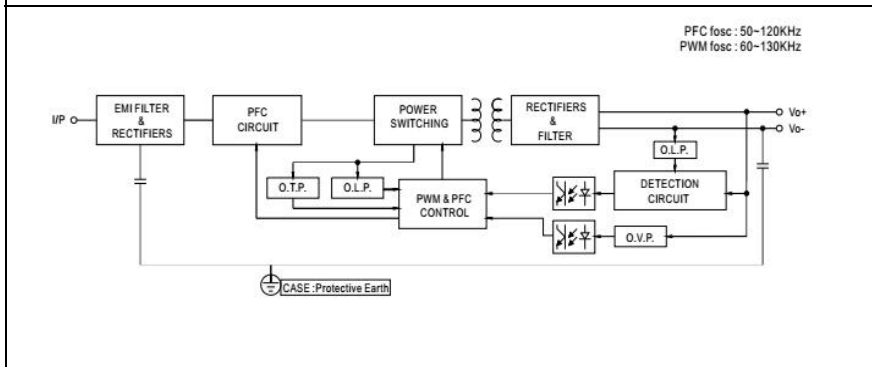 PFC fosc : 50~120KHz
PWM fosc : 60~130KHz
I/P
EMI FILTER
&
RECTIFIERS
PFC
CIRCUIT
POWER
SWITCHING
RECTIFIERS
&
FILTER
Vo+
Vo-
O.L.P.
O.T.P.
O.L.P.
PWM & PFC
CONTROL
DETECTION
CIRCUIT
O.V.P.
CASE :Protective Earth